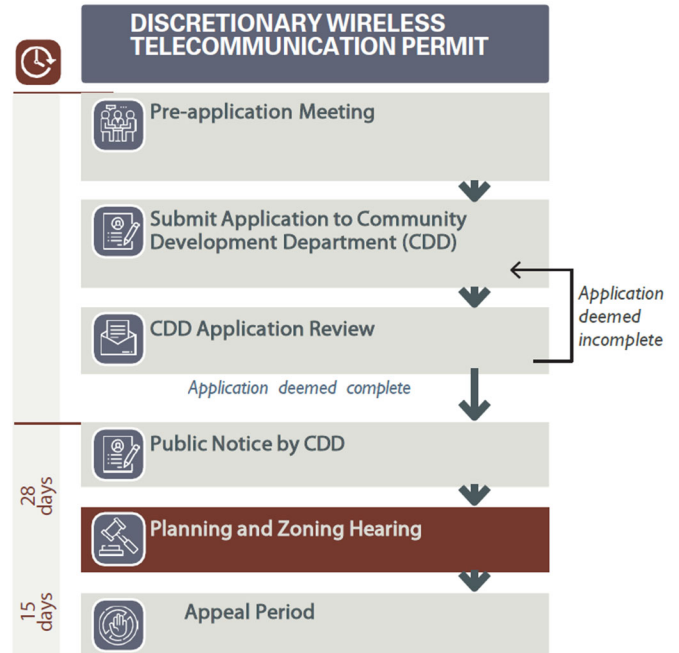 DISCRETIONARY WIRELESS
TELECOMMUNICATION PERMIT
Pre-application Meeting
Submit Application to Community
Development Department (CDD)
Application
deemed
incomplete
CDD Application Review
Application deemed complete
Public Notice by CDD
28
days
Planning and Zoning Hearing
15
days
Appeal Period